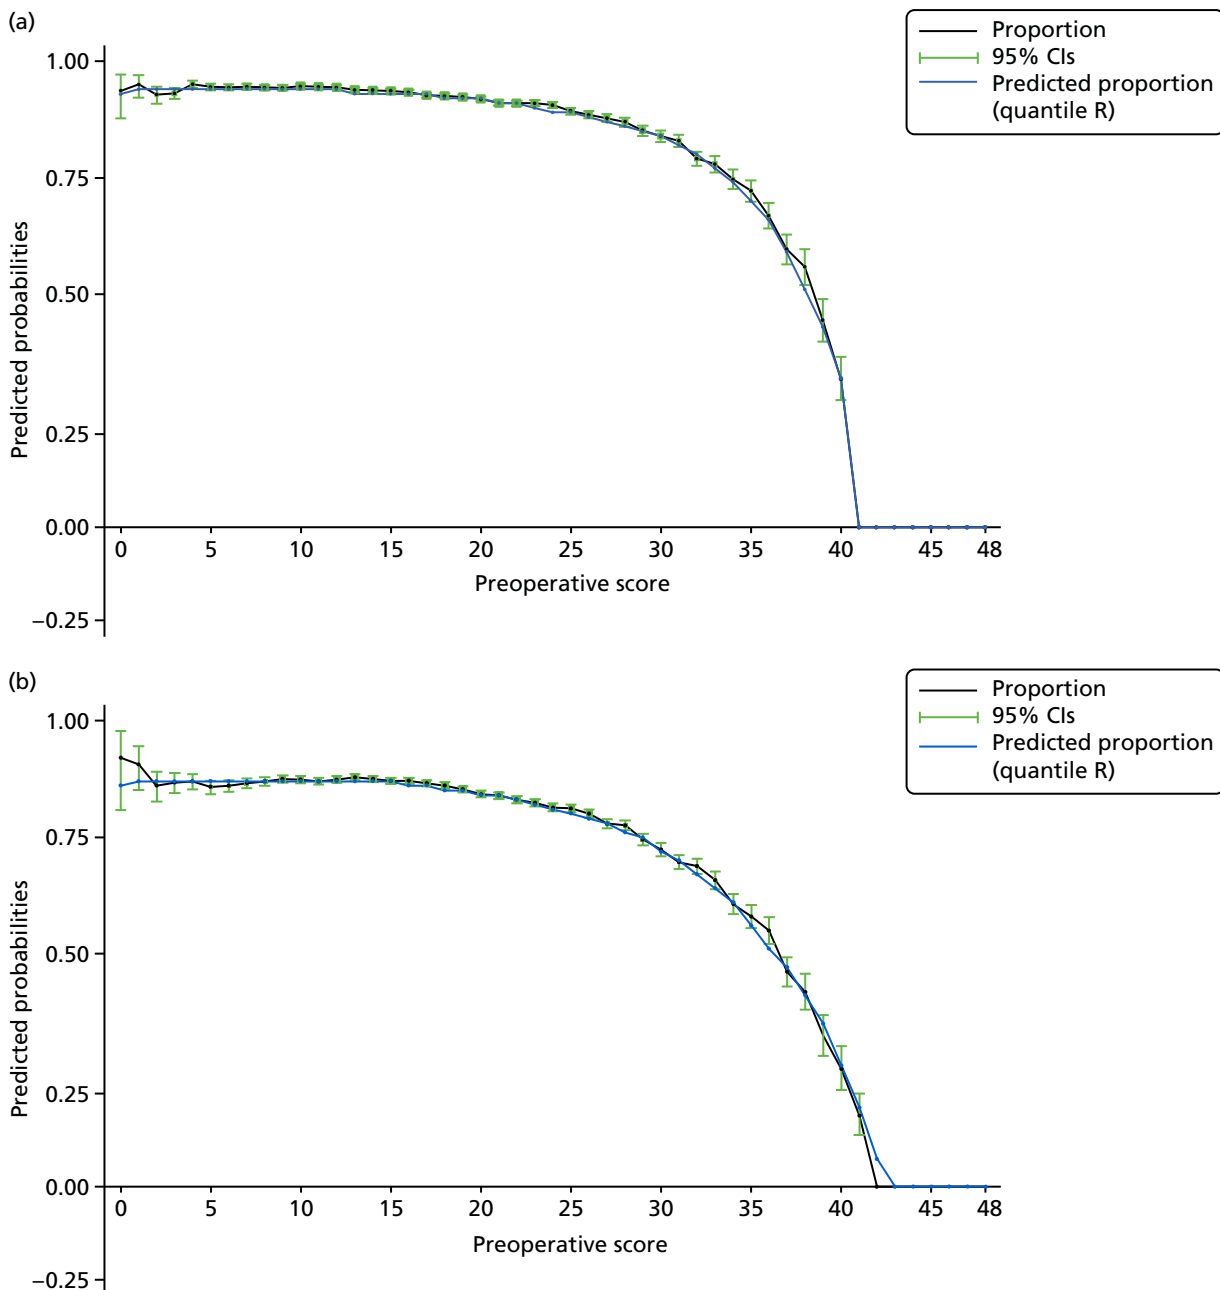 (a)
Proportion
95% CIs
Predicted proportion
(quantile R)
1.00
0.75
0.50
0.25
0.00
−0.25
Predicted probabilities
0 5 10 15 20 25 30 35 40 45 48
Preoperative score
(b)
Proportion
95% CIs
Predicted proportion
(quantile R)
1.00
0.75
0.50
0.25
0.00
−0.25
Predicted probabilities
0 5 10 15 20 25 30 35 40 45 48
Preoperative score